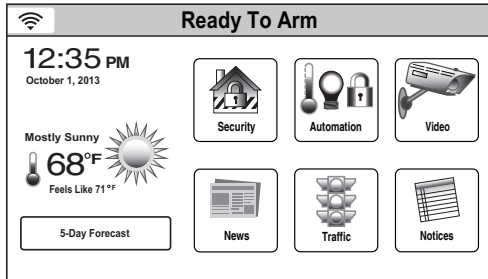 Ready To Arm
12:35 PM
October 1, 2013
Mostly Sunny
68°F
Feels Like 71°F
5-Day Forecast
Security
Automation
Video
News
Traffic
Notices